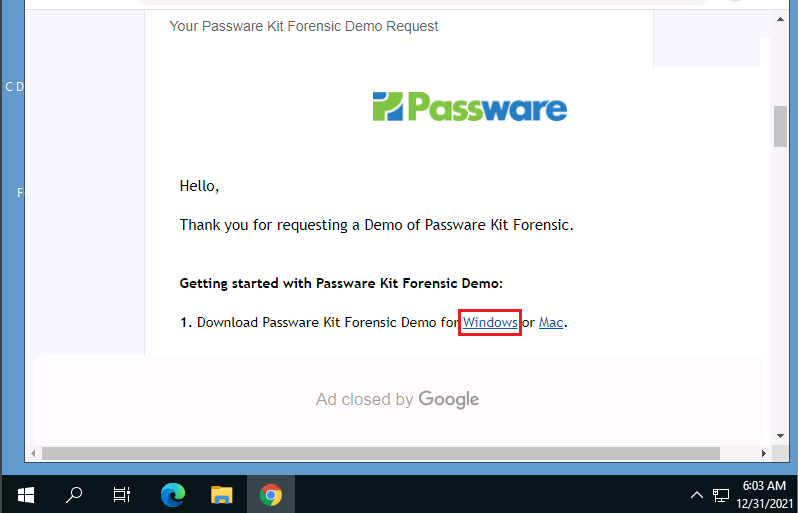 Your Passware Kit Forensic Demo Request
C D
Passware
F
Hello,
Thank you for requesting a Demo of Passware Kit Forensic.
Getting started with Passware Kit Forensic Demo:
1. Download Passware Kit Forensic Demo for Windows or Mac.
Ad closed by Google
6:03 AM
12/31/2021